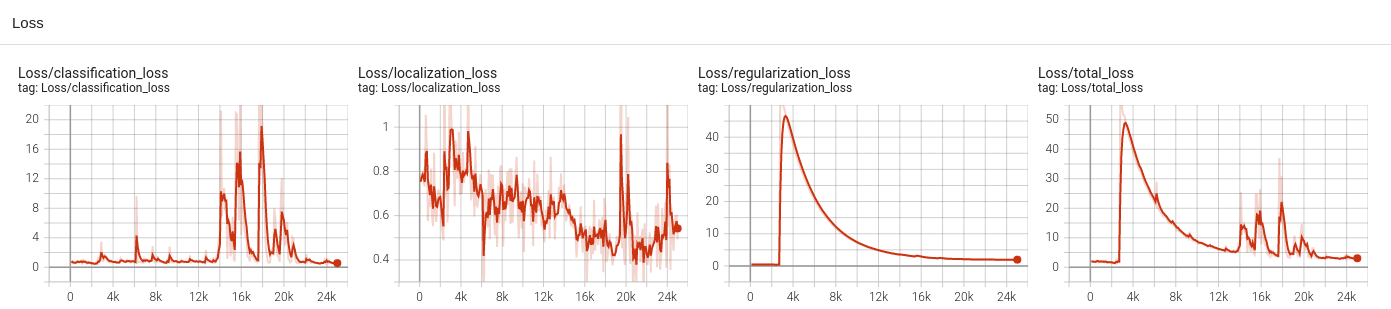 Loss
Loss/classification_loss
tag: Loss/classification_loss
20
16
12
8
4
0
0 4k 8k 12k 16k 20k 24k
Loss/localization_loss
tag: Loss/localization_loss
1
0.8
0.6
0.4
0 4k 8k 12k 16k 20k 24k
Loss/regularization_loss
tag: Loss/regularization_loss
40
30
20
10
0
0 4k 8k 12k 16k 20k 24k
Loss/total_loss
tag: Loss/total_loss
50
40
30
20
10
0
0 4k 8k 12k 16k 20k 24k